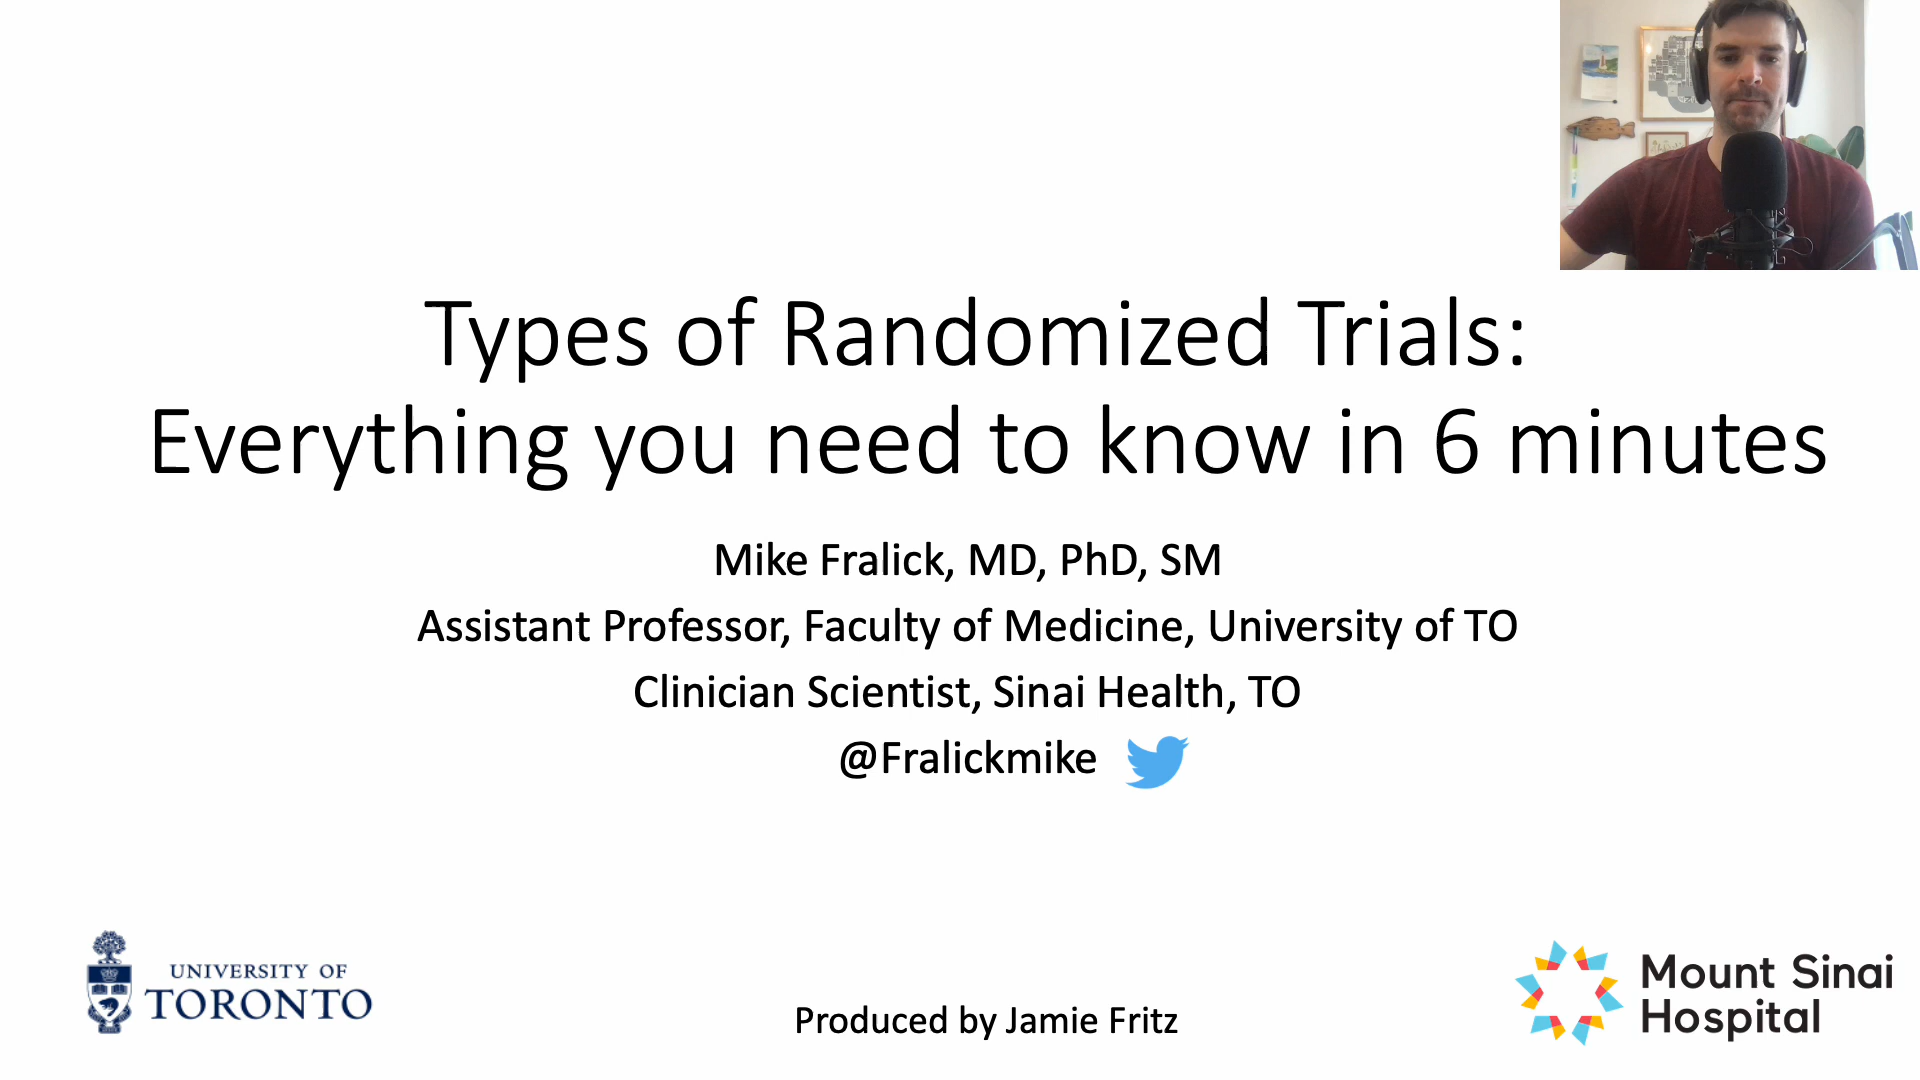 Types of Randomized Trials:
Everything you need to know in 6 minutes
Mike Fralick, MD, PhD, SM
Assistant Professor, Faculty of Medicine, University of TO
Clinician Scientist, Sinai Health, TO
@Fralickmike
UNIVERSITY OF
TORONTO
Produced by Jamie Fritz
Mount Sinai
Hospital